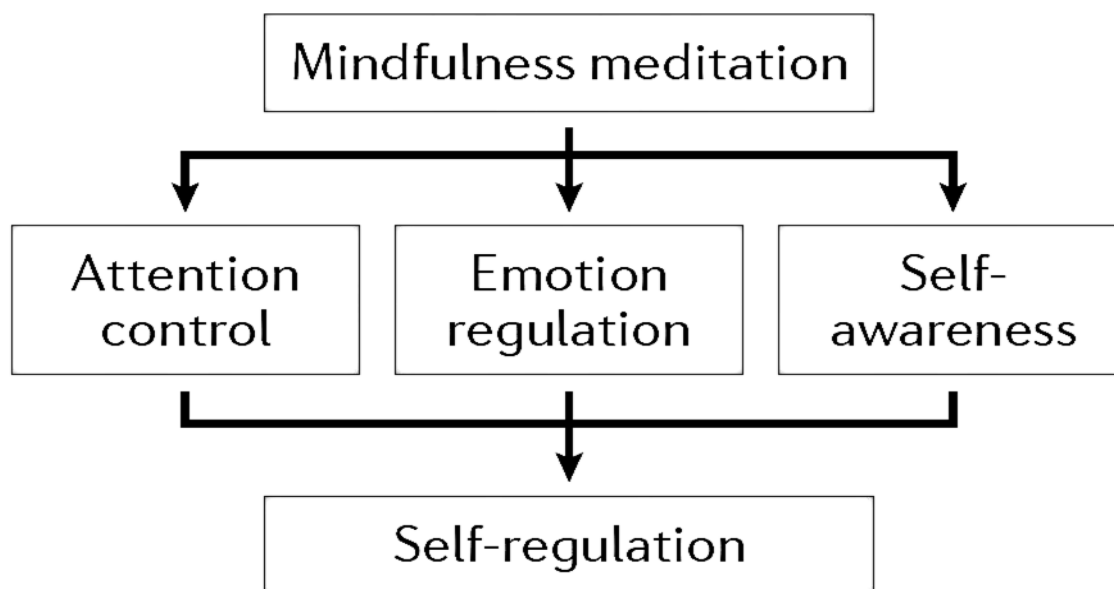 Mindfulness meditation
Attention
control
Emotion
regulation
Self-
awareness
Self-regulation